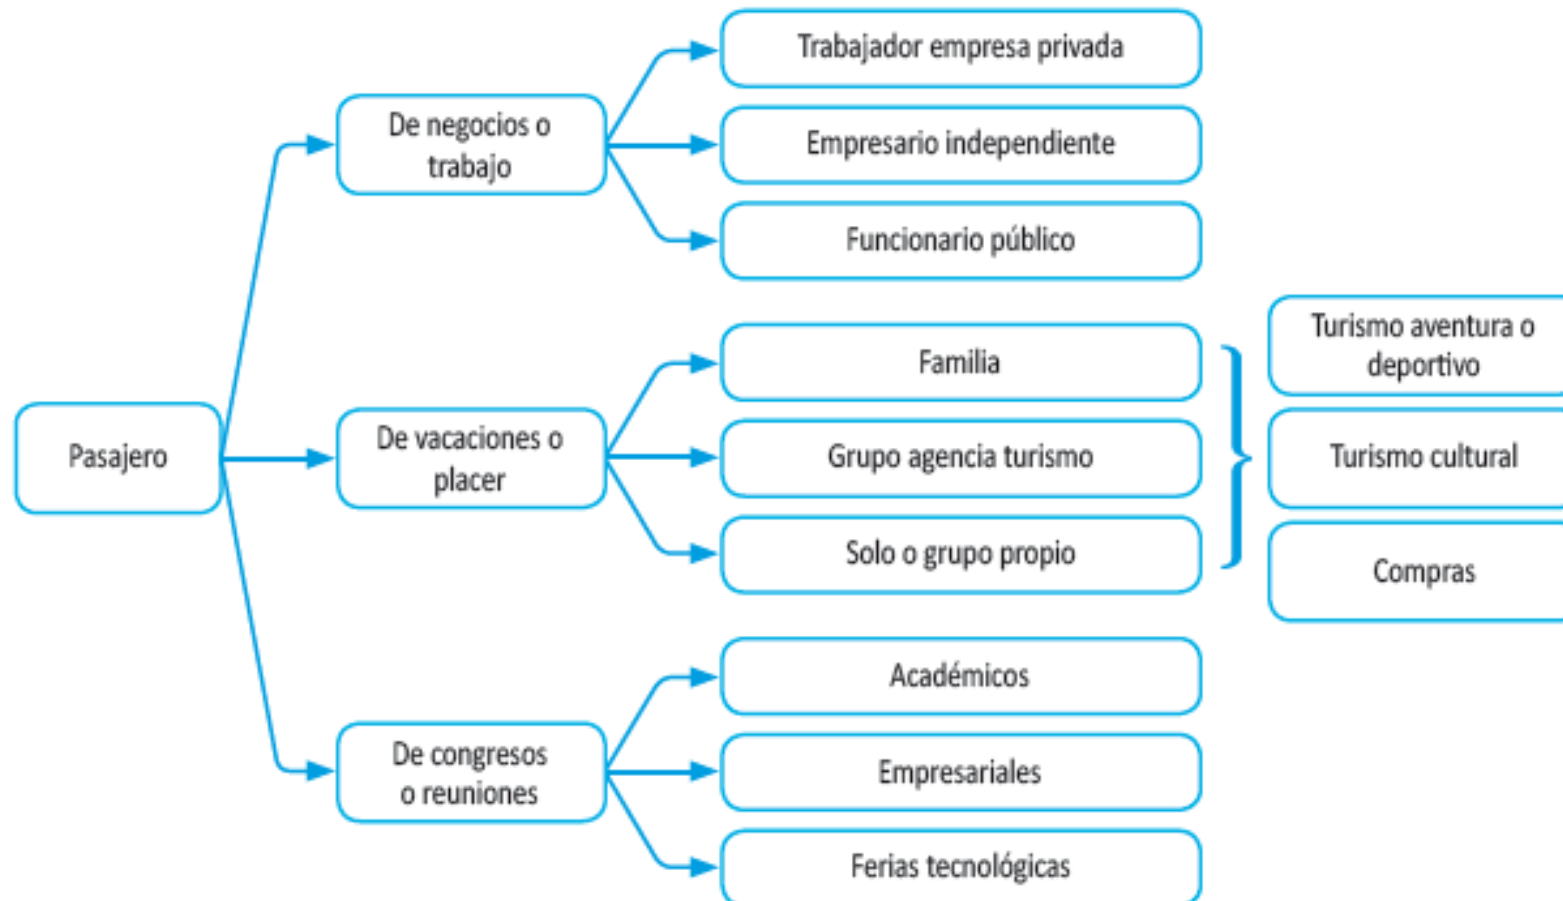 Pasajero
De negocios o
trabajo
Trabajador empresa privada
Empresario independiente
Funcionario público
De vacaciones o
placer
Familia
Grupo agencia turismo
Solo o grupo propio
Turismo aventura o
deportivo
Turismo cultural
Compras
De congresos
o reuniones
Académicos
Empresariales
Ferias tecnológicas